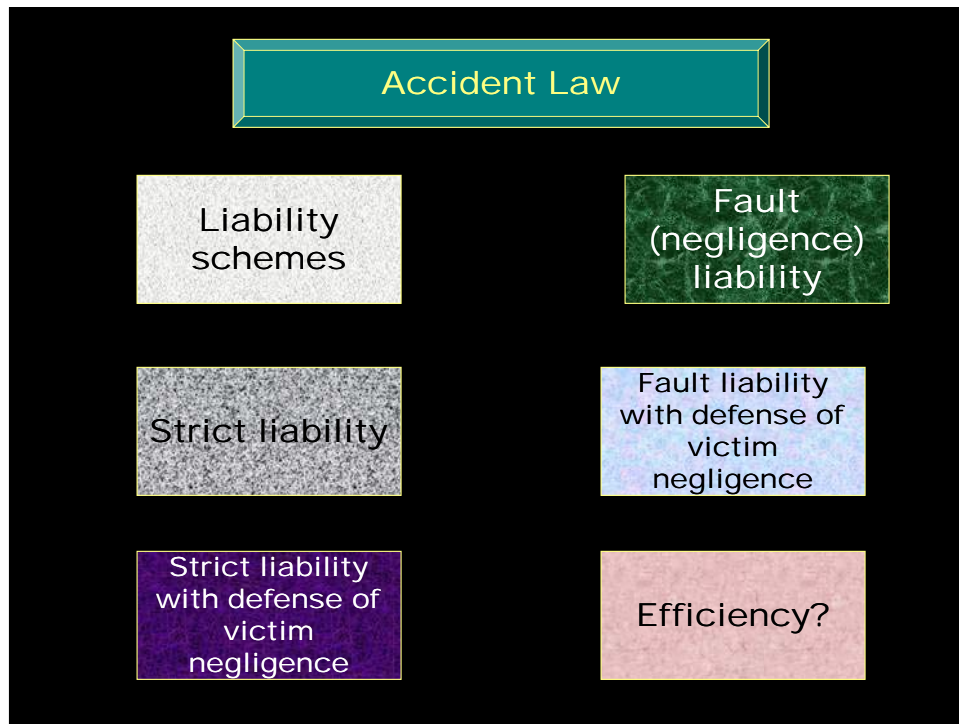 Accident Law
Liability
schemes
Fault
(negligence)
liability
Strict liability
Fault liability
with defense of
victim
negligence
Strict liability
with defense of
victim
negligence
Efficiency?